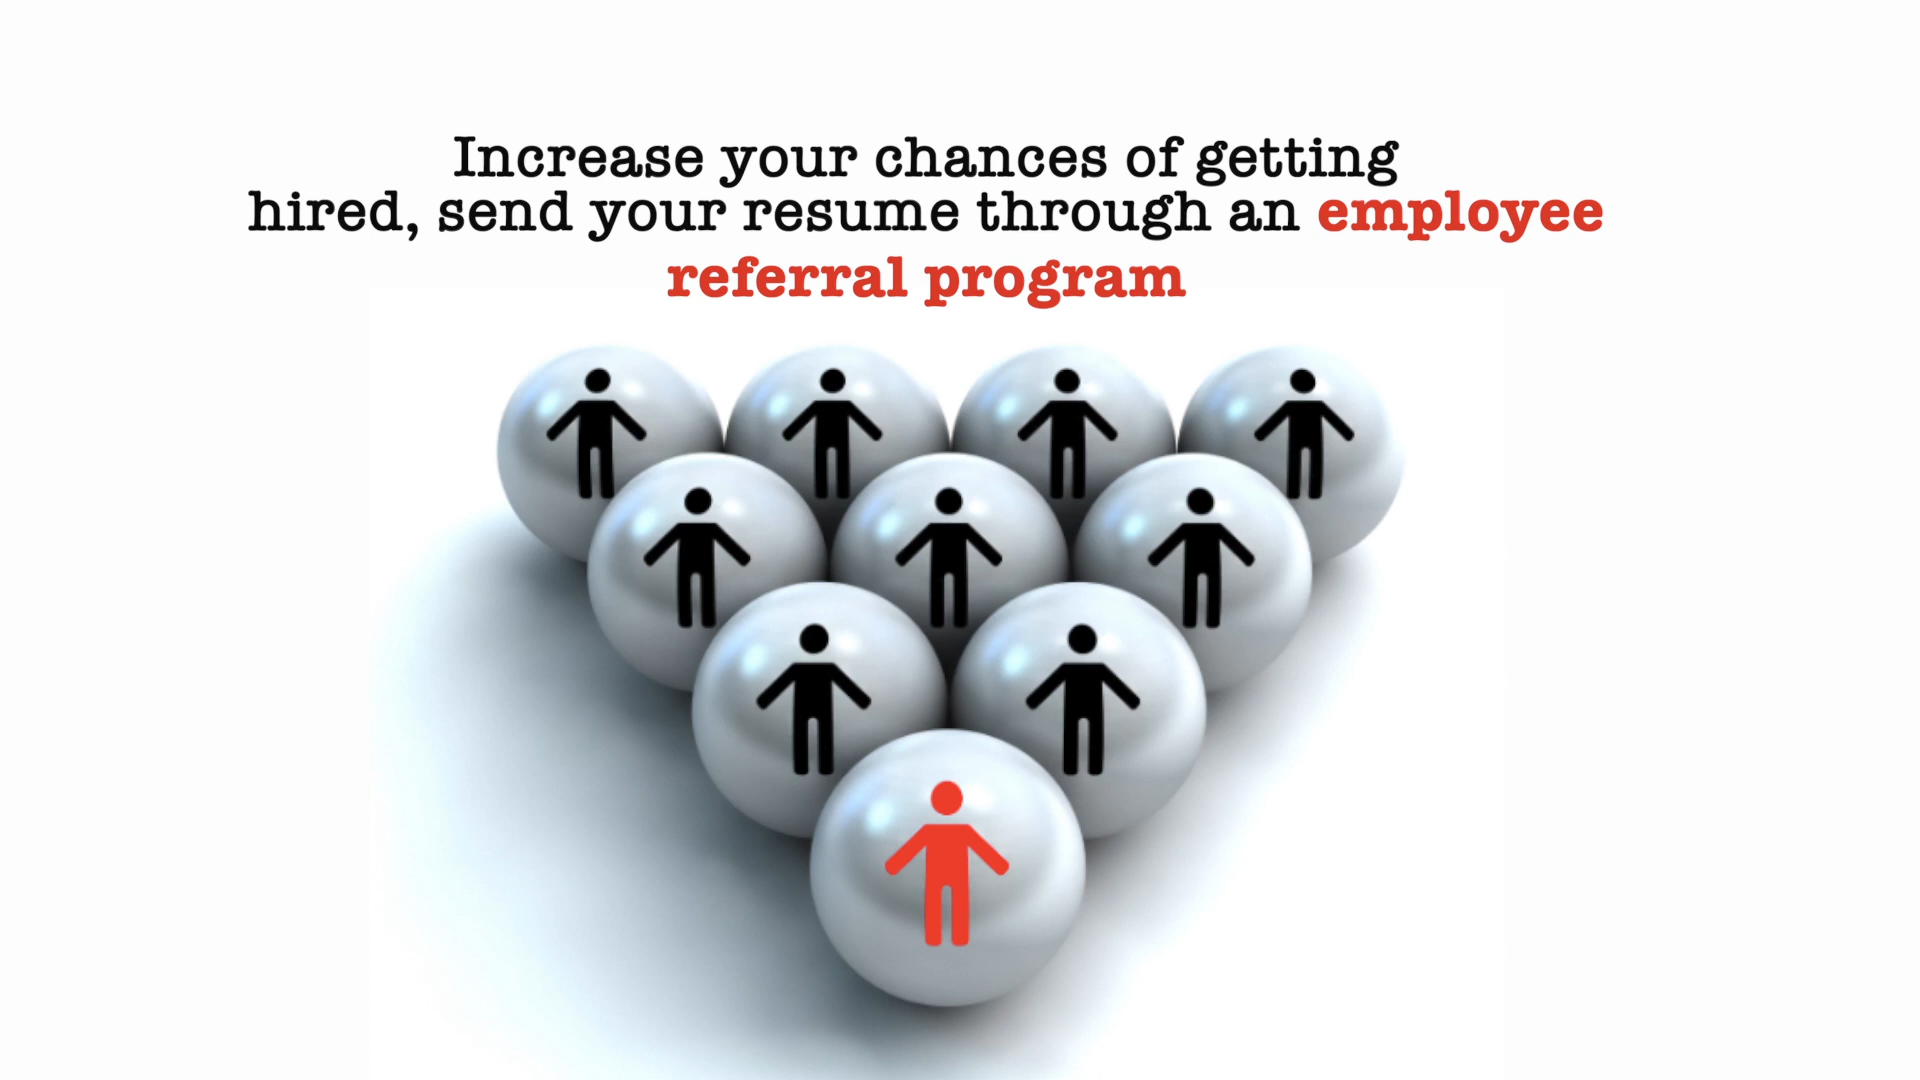 Increase your chances of getting
hired, send your resume through an employee
referral program